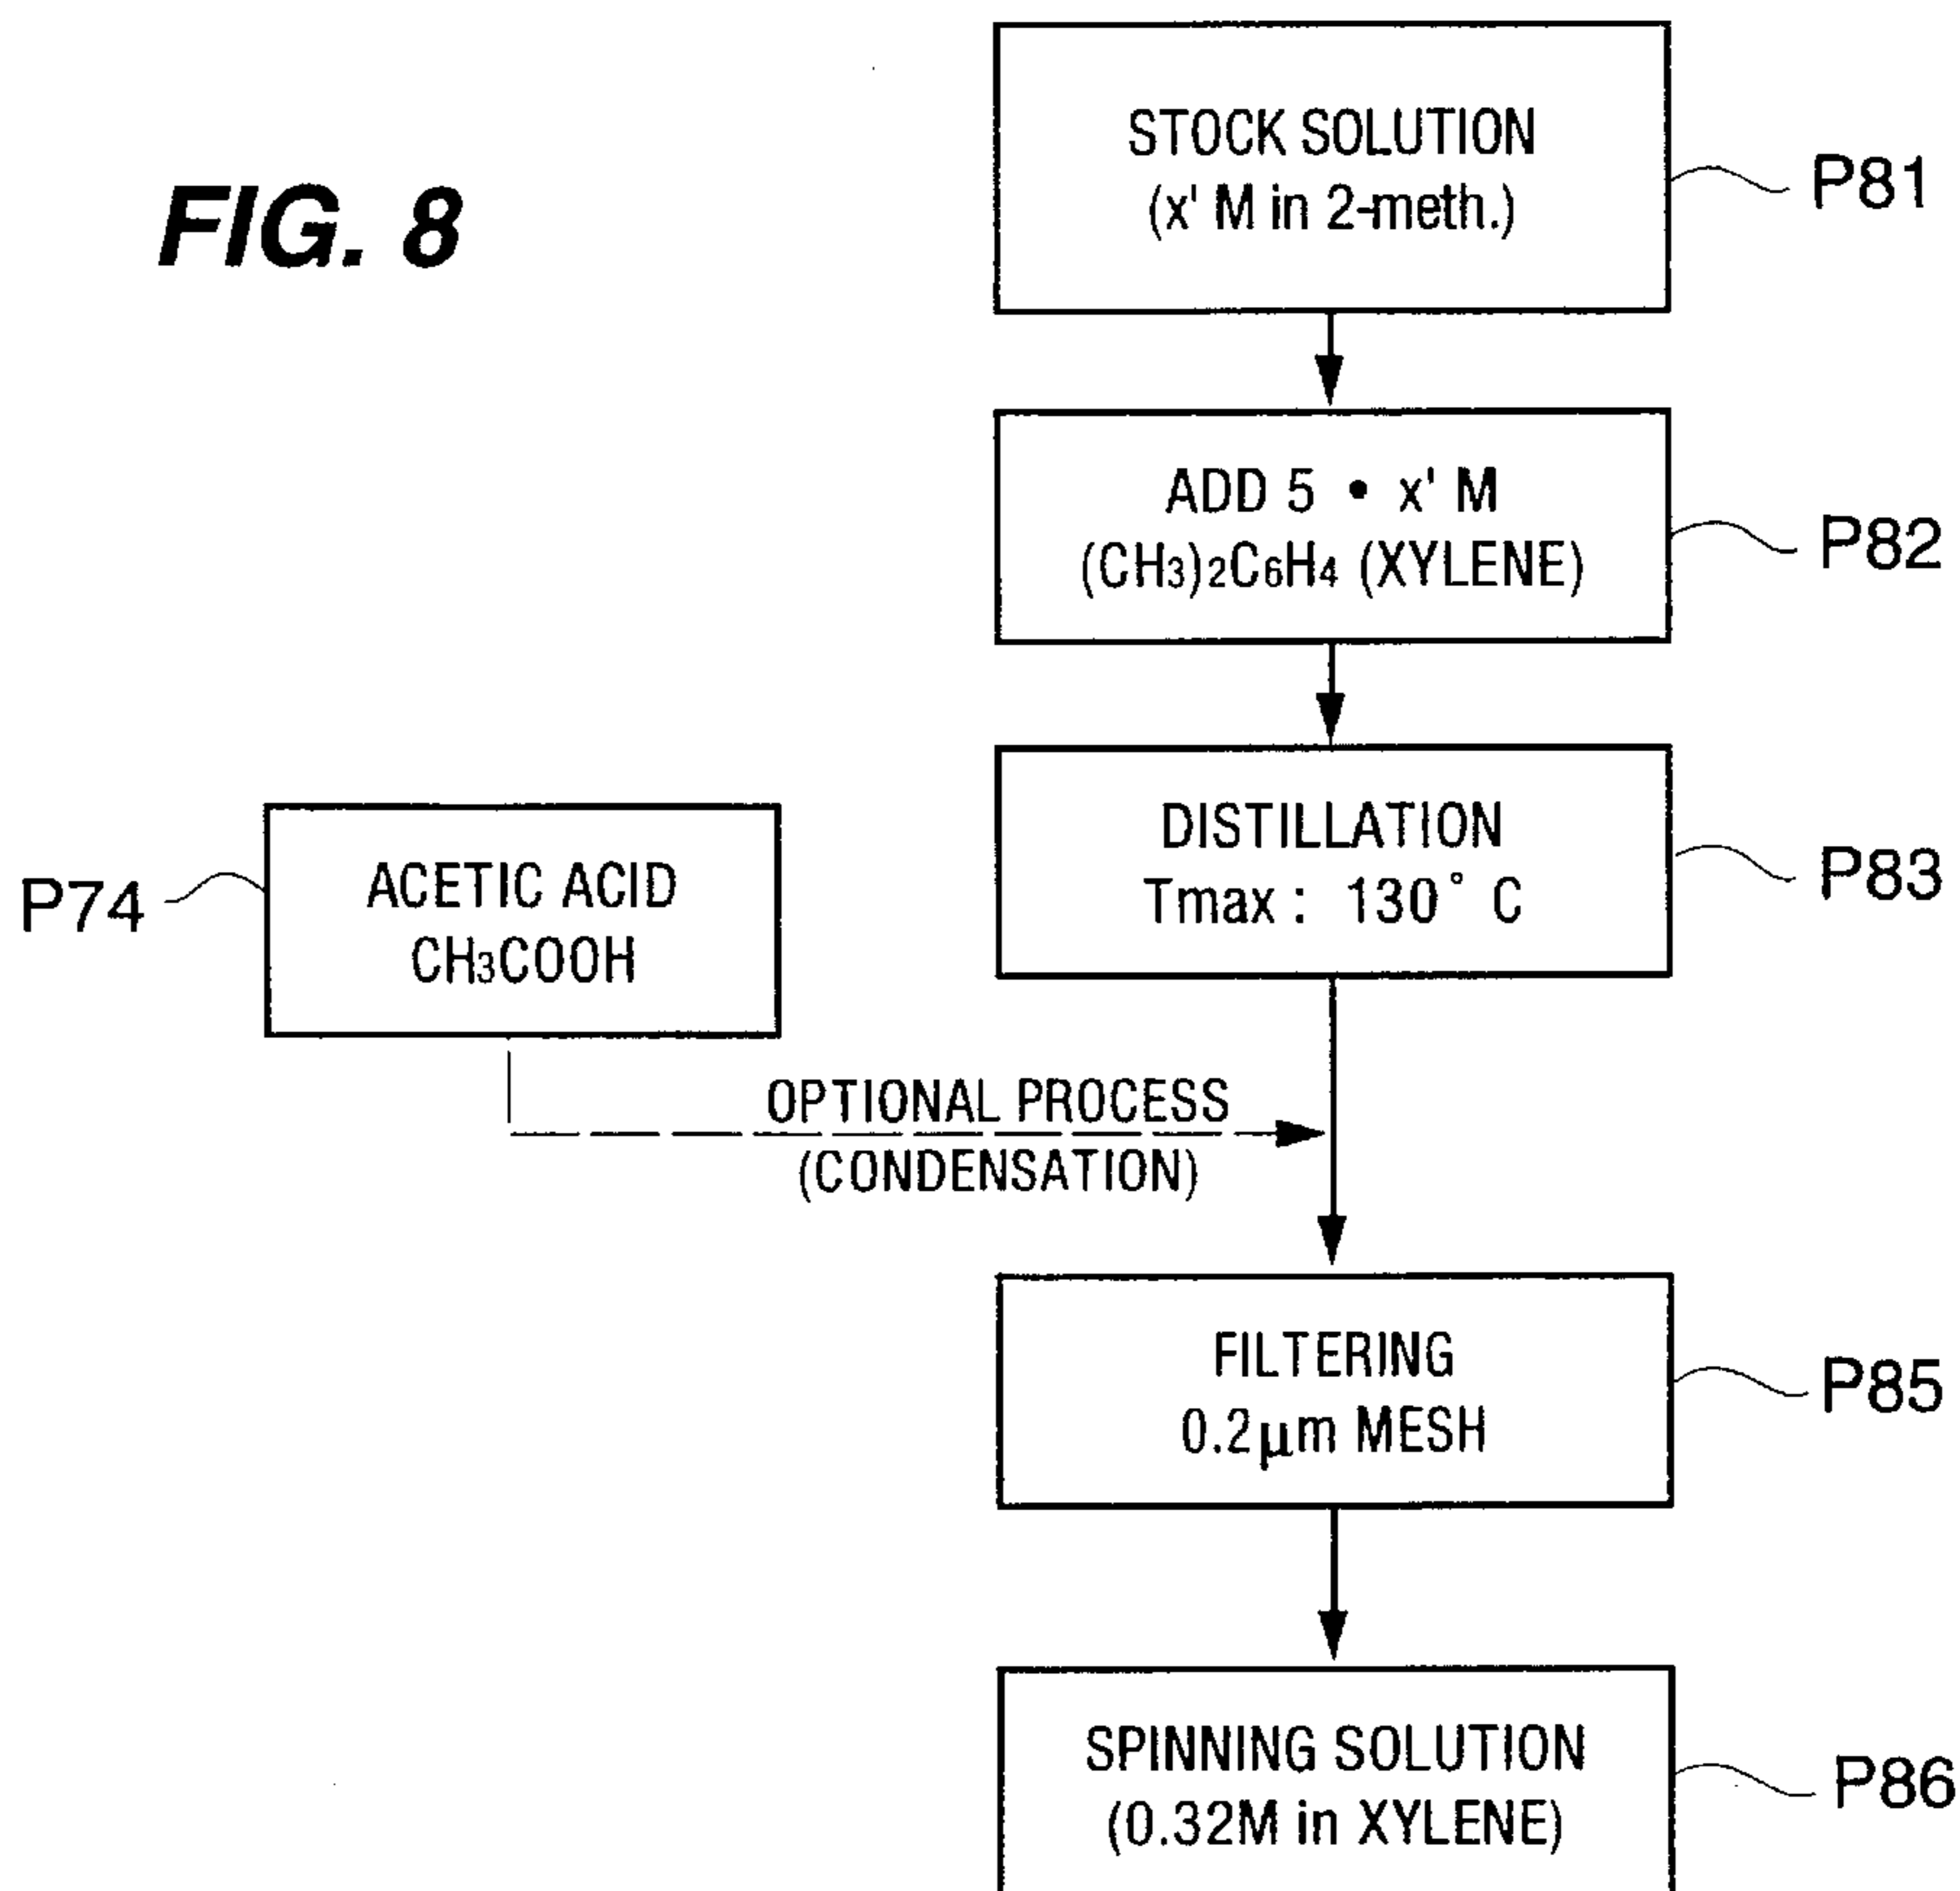 FIG. 8
STOCK SOLUTION
(x' M in 2-meth.)
P81
ADD 5 • x' M
(CH3)2C6H4 (XYLENE)
P82
DISTILLATION
Tmax : 130° C
P83
P74
ACETIC ACID
CH3COOH
OPTIONAL PROCESS
(CONDENSATION)
FILTERING
0.2μm MESH
P85
SPINNING SOLUTION
(0.32M in XYLENE)
P86